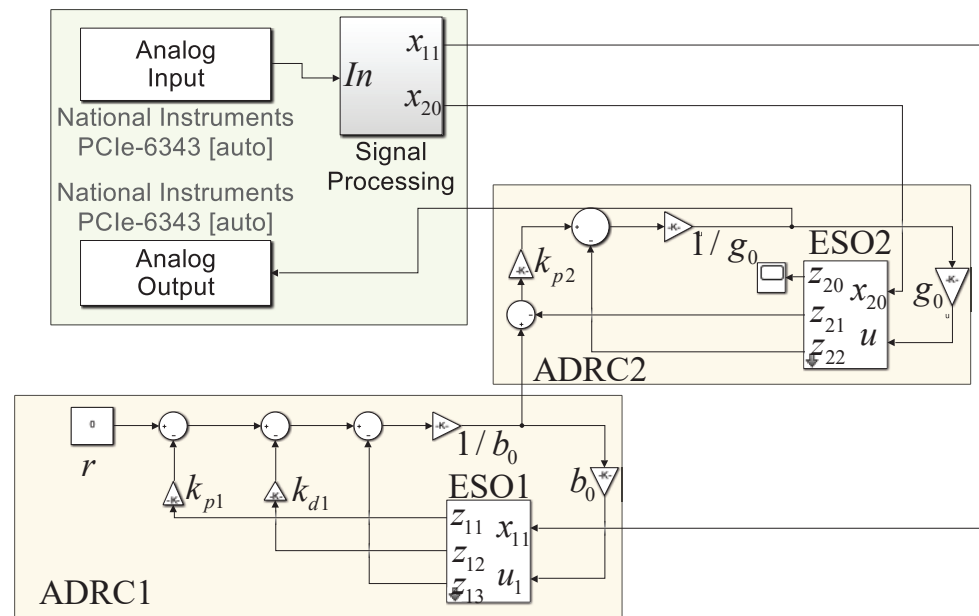 Analog
Input
National Instruments
PCIe-6343 [auto]
In
x₁₁
x₂₀
Signal
Processing
National Instruments
PCIe-6343 [auto]
Analog
Output
-K-
1 / g₀
-K-
kₚ₂
ESO2
z₂₀
z₂₁
z₂₂
x₂₀
u
-K-
g₀
u
ADRC2
0
r
-K-
1 / b₀
-K-
kₚ₁
-K-
k_d1
ESO1
z₁₁
z₁₂
z₁₃
x₁₁
u₁
-K-
b₀
ADRC1